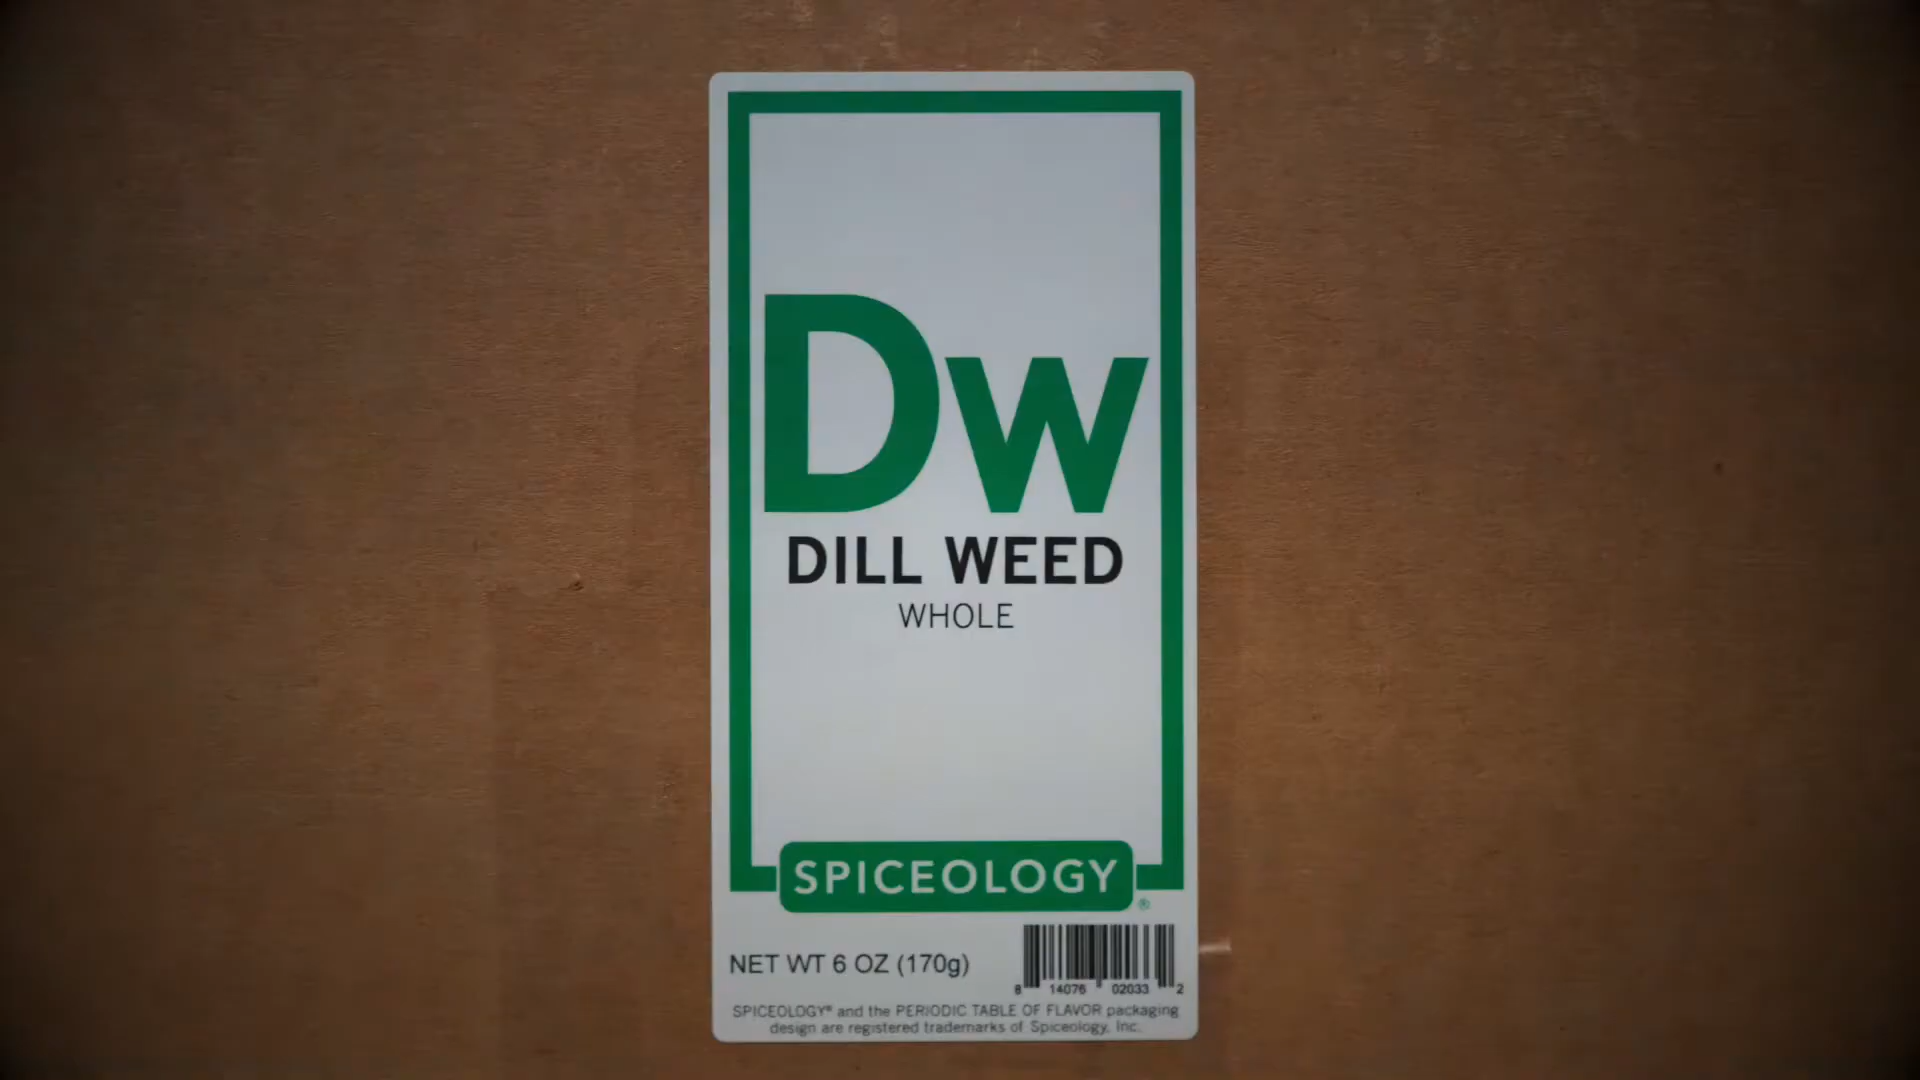 Dw
DILL WEED
WHOLE
SPICEOLOGY®
NET WT 6 OZ (170g)
8 14076 02033 2
SPICEOLOGY® and the PERIODIC TABLE OF FLAVOR packaging
design are registered trademarks of Spiceology, Inc.